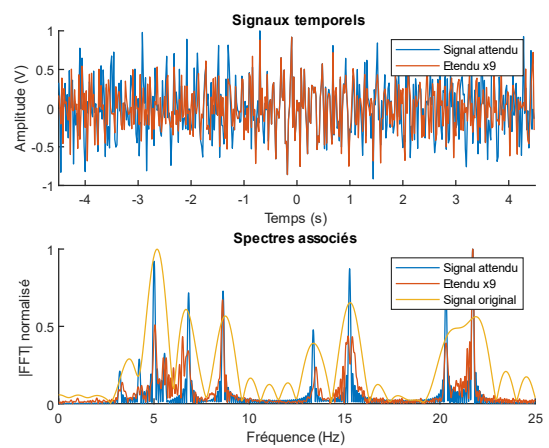 Signaux temporels
1
0.5
0
-0.5
-1
Amplitude (V)
Signal attendu
Etendu x9
-4 -3 -2 -1 0 1 2 3 4
Temps (s)
Spectres associés
1
0.5
0
|FFT| normalisé
Signal attendu
Etendu x9
Signal original
0 5 10 15 20 25
Fréquence (Hz)